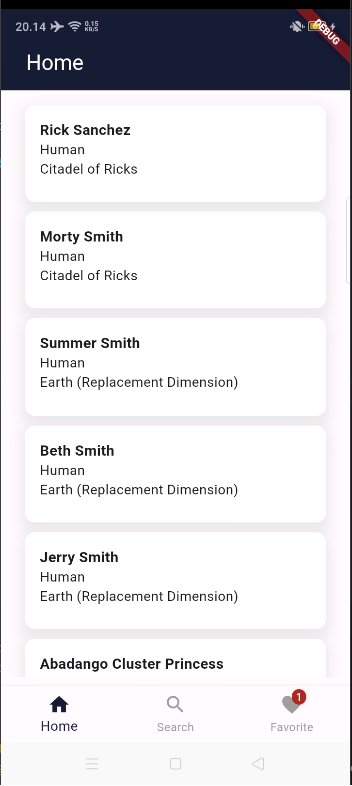 20.14
0.15
KB/S
DEBUG
Home
Rick Sanchez
Human
Citadel of Ricks
Morty Smith
Human
Citadel of Ricks
Summer Smith
Human
Earth (Replacement Dimension)
Beth Smith
Human
Earth (Replacement Dimension)
Jerry Smith
Human
Earth (Replacement Dimension)
Abadango Cluster Princess
1
Home
Search
Favorite